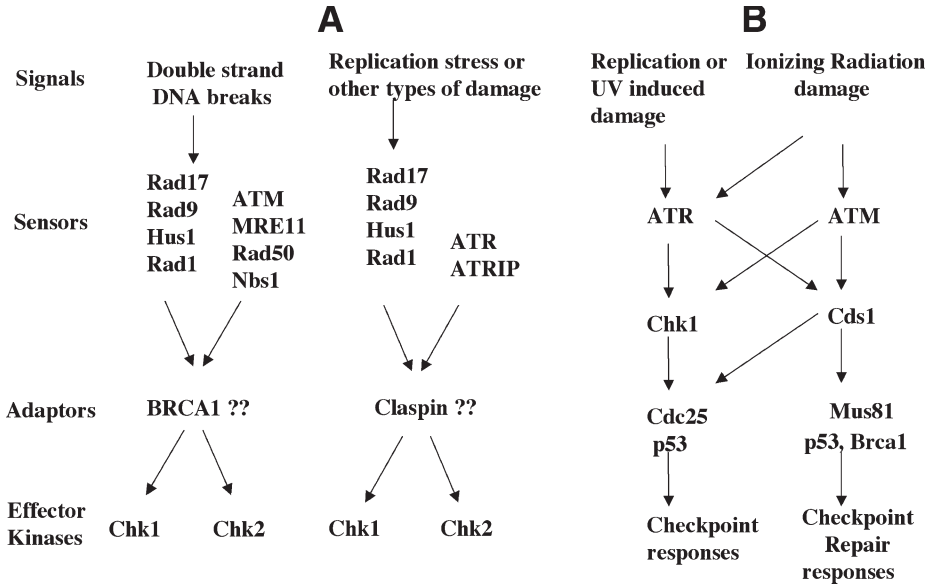 A
B
Signals
Double strand
DNA breaks
Replication stress or
other types of damage
Replication or
UV induced
damage
Ionizing Radiation
damage
Sensors
Rad17
Rad9
Hus1
Rad1
ATM
MRE11
Rad50
Nbs1
Rad17
Rad9
Hus1
Rad1
ATR
ATRIP
ATR
ATM
Chk1
Cds1
Adaptors
BRCA1 ??
Claspin ??
Cdc25
p53
Mus81
p53, Brca1
Effector
Kinases
Chk1
Chk2
Chk1
Chk2
Checkpoint
responses
Checkpoint
Repair
responses